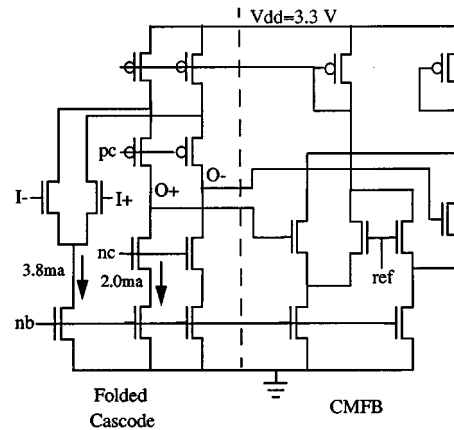 Vdd=3.3 V
pc
O+
O-
I-
I+
nc
3.8ma
2.0ma
ref
nb
Folded
Cascode
CMFB